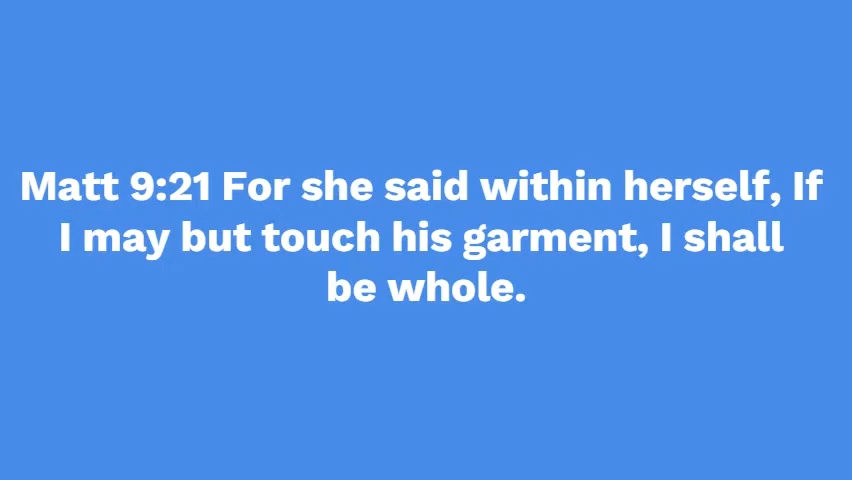 Matt 9:21 For she said within herself, If
I may but touch his garment, I shall
be whole.